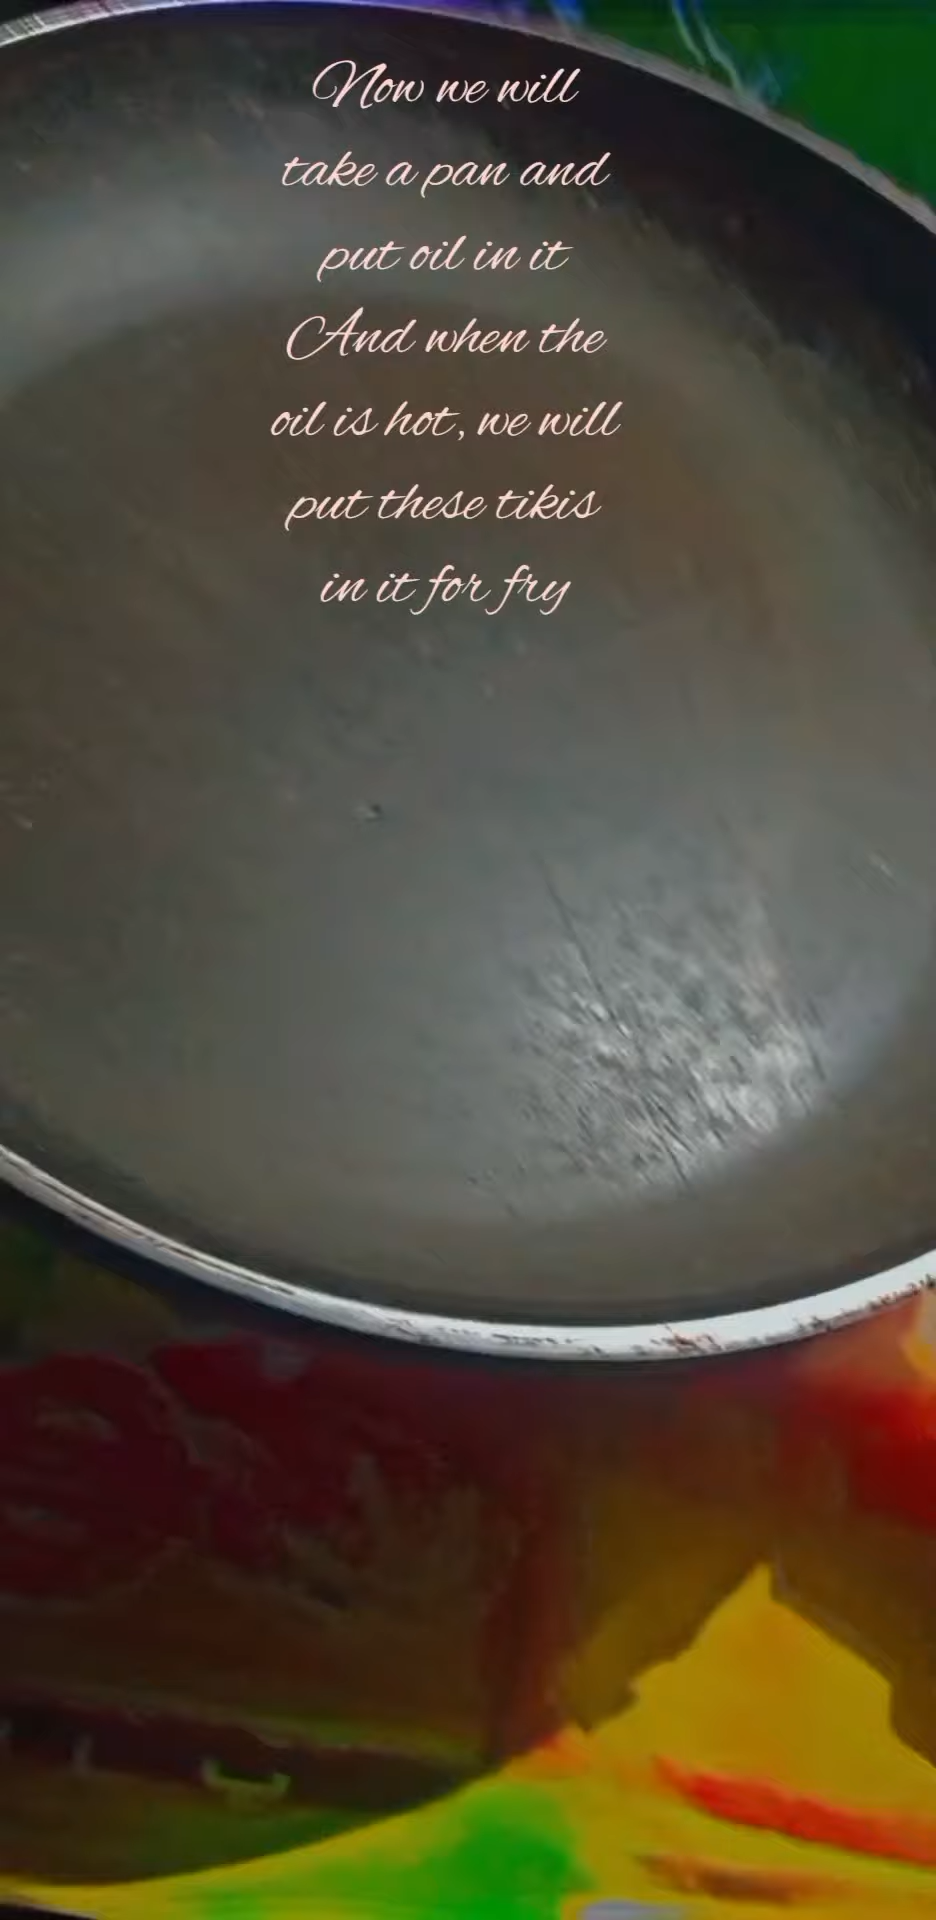 Now we will
take a pan and
put oil in it
And when the
oil is hot, we will
put these tikis
in it for fry